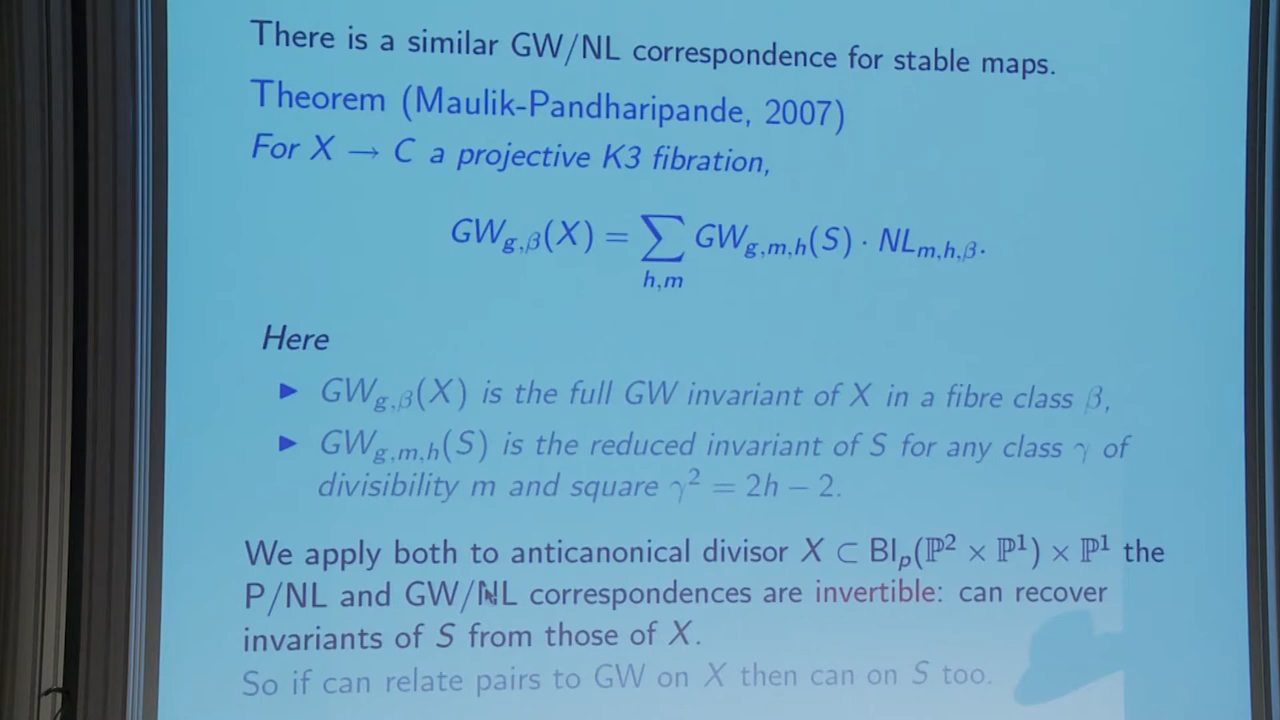 There is a similar GW/NL correspondence for stable maps.
Theorem (Maulik-Pandharipande, 2007)
For X → C a projective K3 fibration,
GW_{g,β}(X) = ∑_{h,m} GW_{g,m,h}(S) · NL_{m,h,β}.
Here
▶ GW_{g,β}(X) is the full GW invariant of X in a fibre class β,
▶ GW_{g,m,h}(S) is the reduced invariant of S for any class γ of
divisibility m and square γ² = 2h − 2.
We apply both to anticanonical divisor X ⊂ Bl_p(ℙ² × ℙ¹) × ℙ¹ the
P/NL and GW/NL correspondences are invertible: can recover
invariants of S from those of X.
So if can relate pairs to GW on X then can on S too.